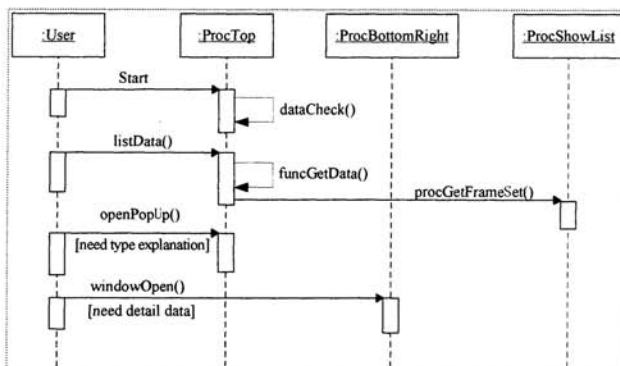 :User
:ProcTop
:ProcBottomRight
:ProcShowList
Start
dataCheck()
listData()
funcGetData()
procGetFrameSet()
openPopUp()
[need type explanation]
windowOpen()
[need detail data]